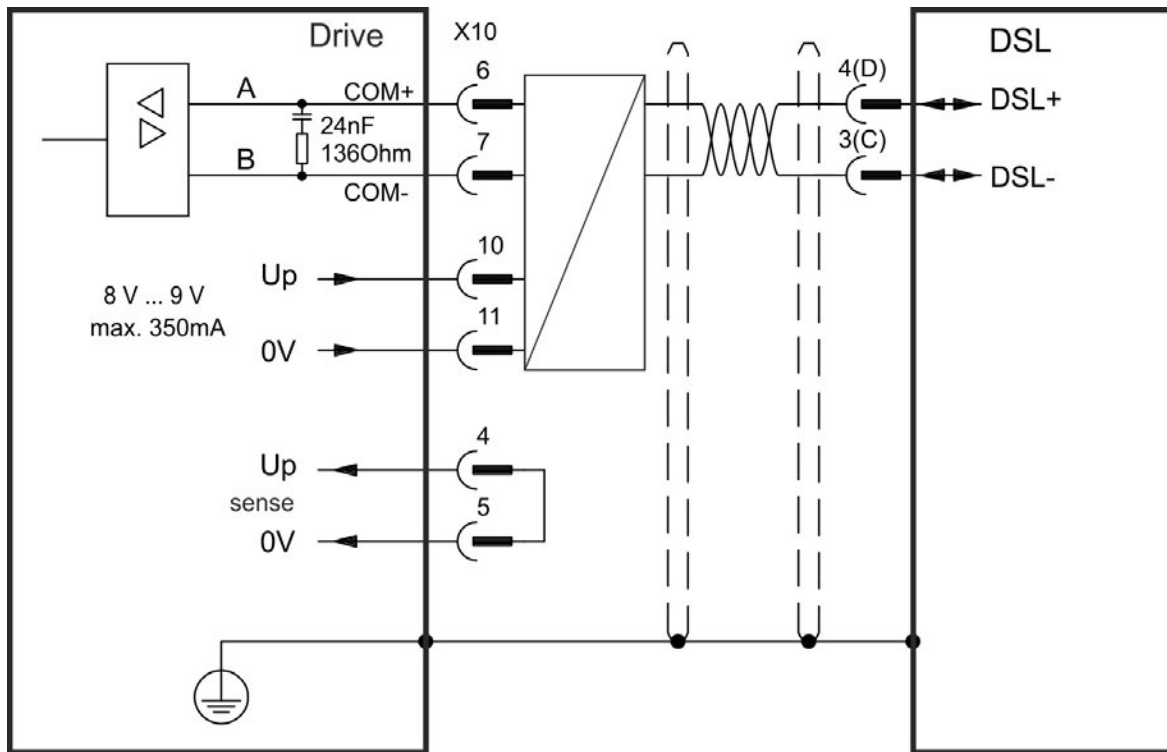 Drive
X10
DSL
A
COM+
6
4(D)
DSL+
24nF
136Ohm
7
3(C)
B
COM-
DSL-
10
Up
8 V ... 9 V
max. 350mA
11
0V
4
Up
sense
5
0V